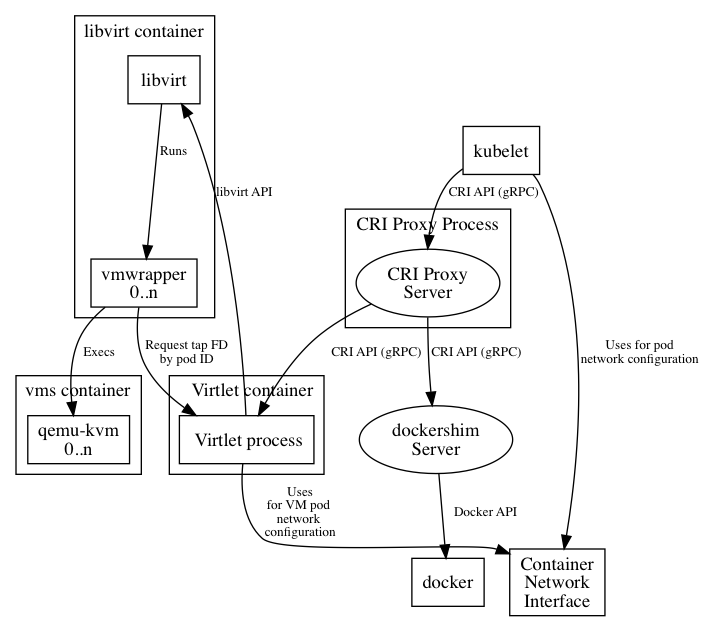 libvirt container
libvirt
Runs
kubelet
CRI API (gRPC)
libvirt API
CRI Proxy Process
vmwrapper
0..n
CRI Proxy
Server
Execs
Request tap FD
by pod ID
CRI API (gRPC)
CRI API (gRPC)
Uses for pod
network configuration
vms container
Virtlet container
qemu-kvm
0..n
Virtlet process
dockershim
Server
Uses
for VM pod
network
configuration
Docker API
docker
Container
Network
Interface